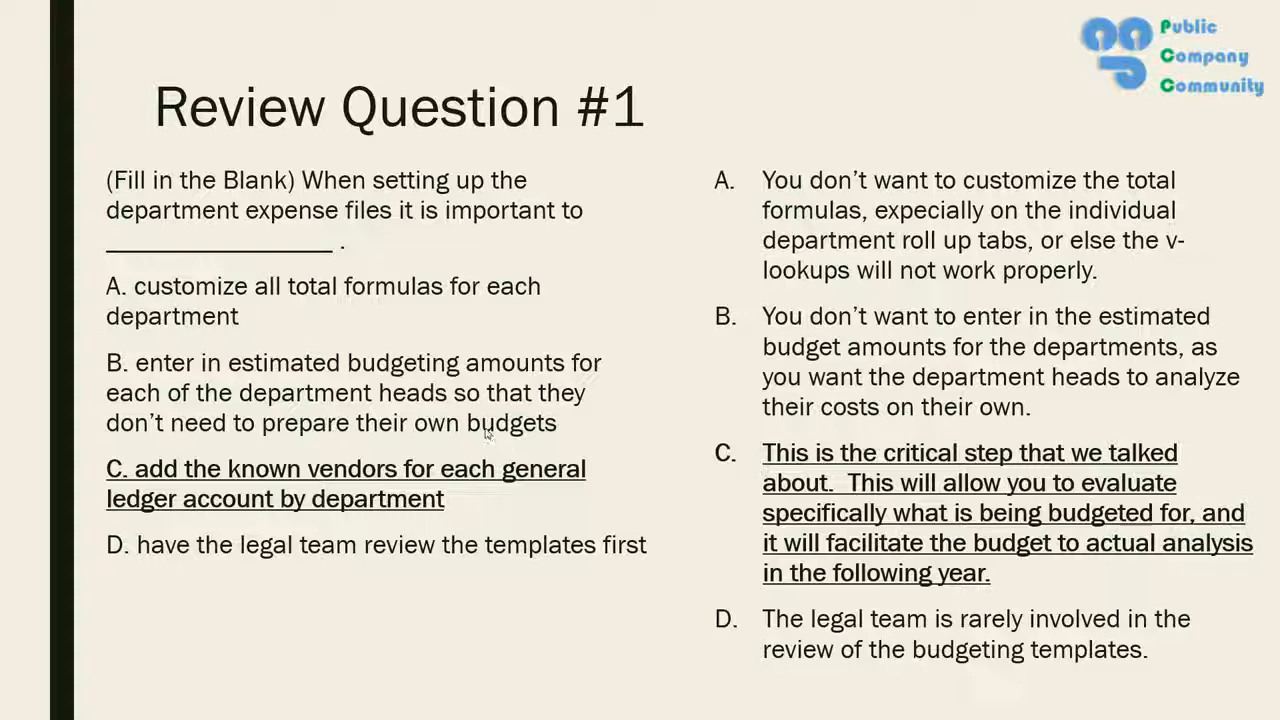 Public
Company
Community
Review Question #1
(Fill in the Blank) When setting up the
department expense files it is important to
_________________ .
A. customize all total formulas for each
department
B. enter in estimated budgeting amounts for
each of the department heads so that they
don’t need to prepare their own budgets
C. add the known vendors for each general
ledger account by department
D. have the legal team review the templates first
A. You don’t want to customize the total
formulas, expecially on the individual
department roll up tabs, or else the v-
lookups will not work properly.
B. You don’t want to enter in the estimated
budget amounts for the departments, as
you want the department heads to analyze
their costs on their own.
C. This is the critical step that we talked
about.  This will allow you to evaluate
specifically what is being budgeted for, and
it will facilitate the budget to actual analysis
in the following year.
D. The legal team is rarely involved in the
review of the budgeting templates.